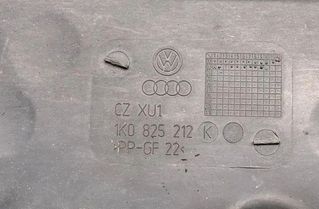 CZ XU1
1K0 825 212 K
>PP-GF 22<